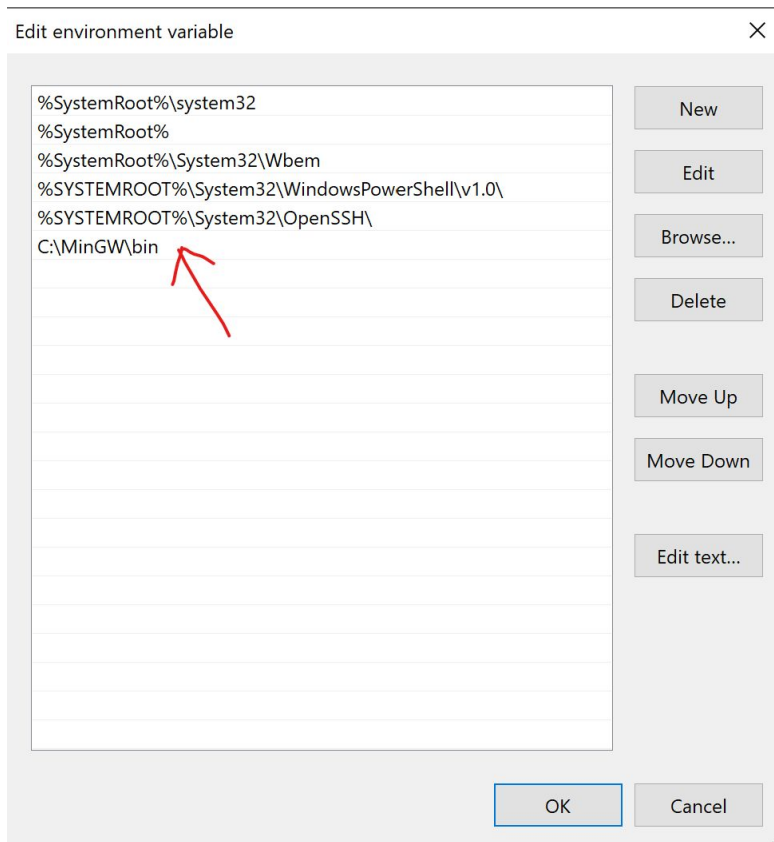 Edit environment variable
%SystemRoot%\system32
%SystemRoot%
%SystemRoot%\System32\Wbem
%SYSTEMROOT%\System32\WindowsPowerShell\v1.0\
%SYSTEMROOT%\System32\OpenSSH\
C:\MinGW\bin
New
Edit
Browse...
Delete
Move Up
Move Down
Edit text...
OK
Cancel